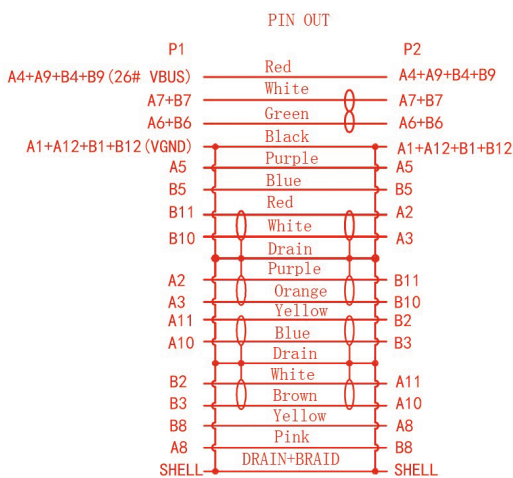 PIN OUT
P1 P2
A4+A9+B4+B9(26# VBUS) Red A4+A9+B4+B9
A7+B7 White A7+B7
A6+B6 Green A6+B6
A1+A12+B1+B12(VGND) Black A1+A12+B1+B12
A5 Purple A5
B5 Blue B5
B11 Red A2
B10 White A3
Drain
A2 Purple B11
A3 Orange B10
A11 Yellow B2
A10 Blue B3
Drain
B2 White A11
B3 Brown A10
B8 Yellow A8
A8 Pink B8
SHELL DRAIN+BRAID SHELL